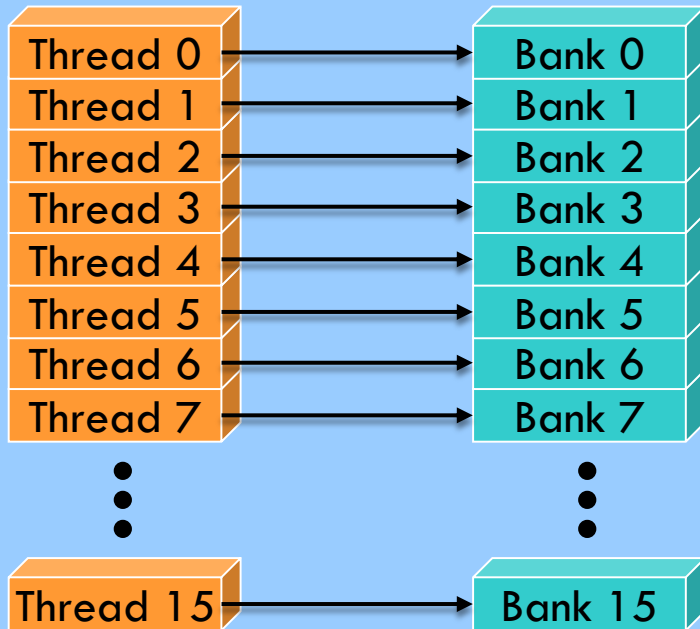 Thread 0 Bank 0
Thread 1 Bank 1
Thread 2 Bank 2
Thread 3 Bank 3
Thread 4 Bank 4
Thread 5 Bank 5
Thread 6 Bank 6
Thread 7 Bank 7
Thread 15 Bank 15